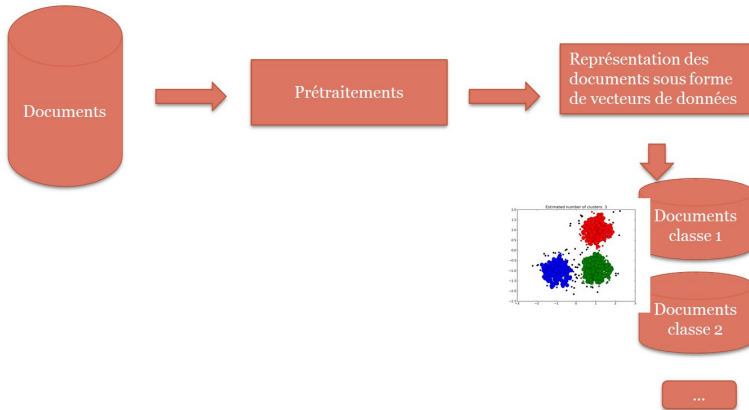 Documents
Prétraitements
Représentation des
documents sous forme
de vecteurs de données
Estimated number of clusters: 3
Documents
classe 1
Documents
classe 2
...